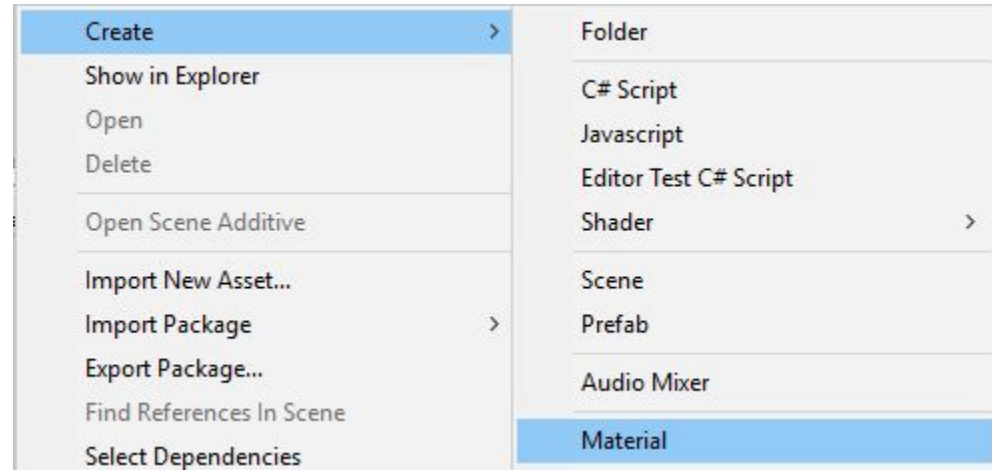 Create
Show in Explorer
Open
Delete
Open Scene Additive
Import New Asset...
Import Package
Export Package...
Find References In Scene
Select Dependencies
Folder
C# Script
Javascript
Editor Test C# Script
Shader
Scene
Prefab
Audio Mixer
Material